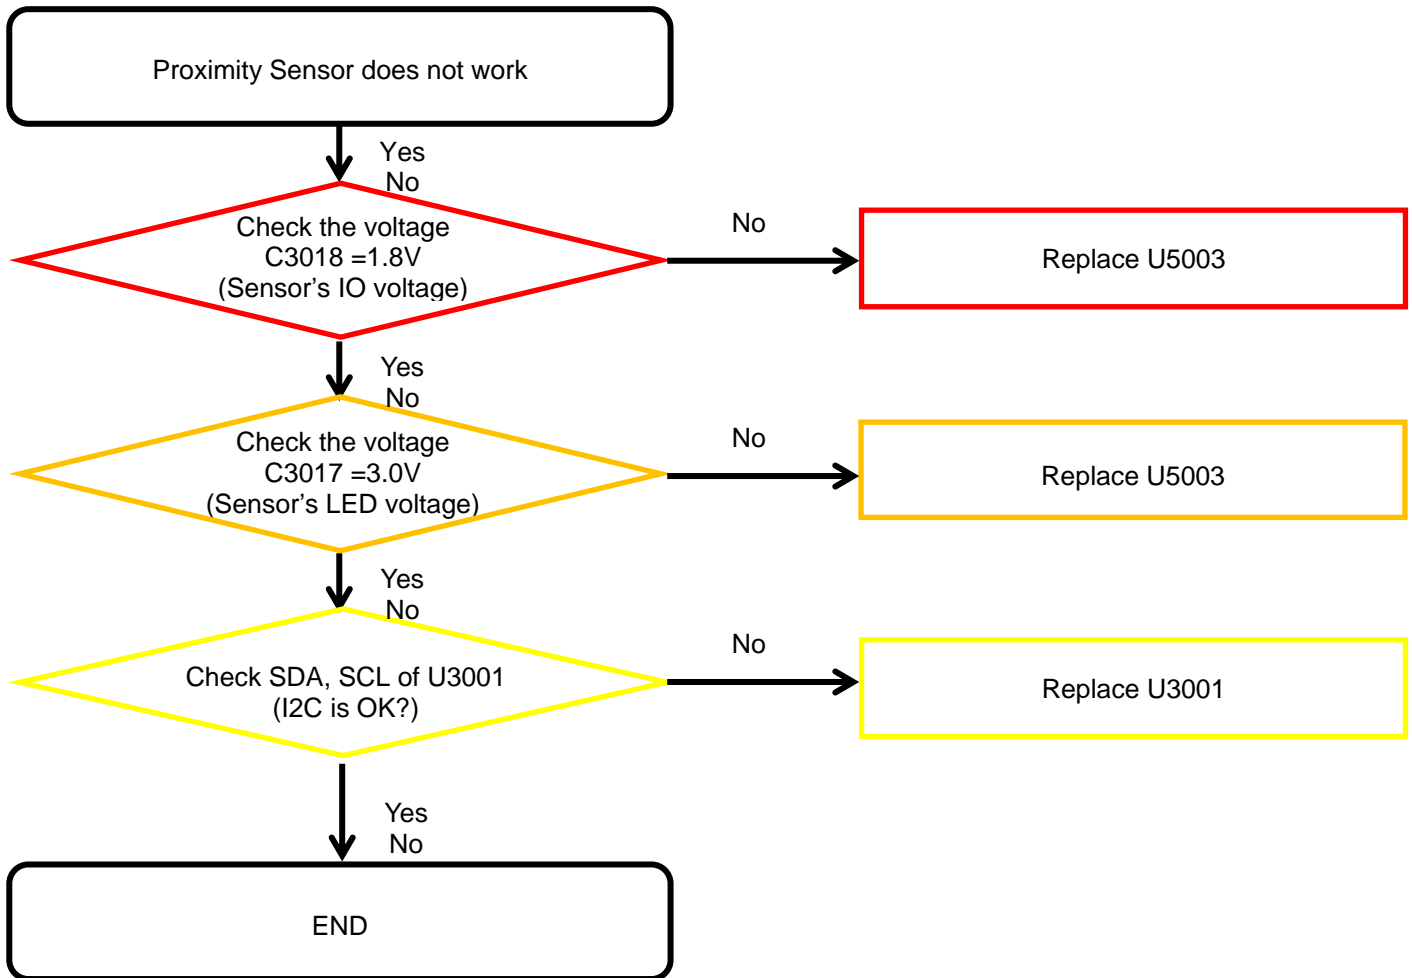 Proximity Sensor does not work
Yes
No
Check the voltage
C3018 =1.8V
(Sensor's IO voltage)
No
Replace U5003
Yes
No
Check the voltage
C3017 =3.0V
(Sensor's LED voltage)
No
Replace U5003
Yes
No
Check SDA, SCL of U3001
(I2C is OK?)
No
Replace U3001
Yes
No
END